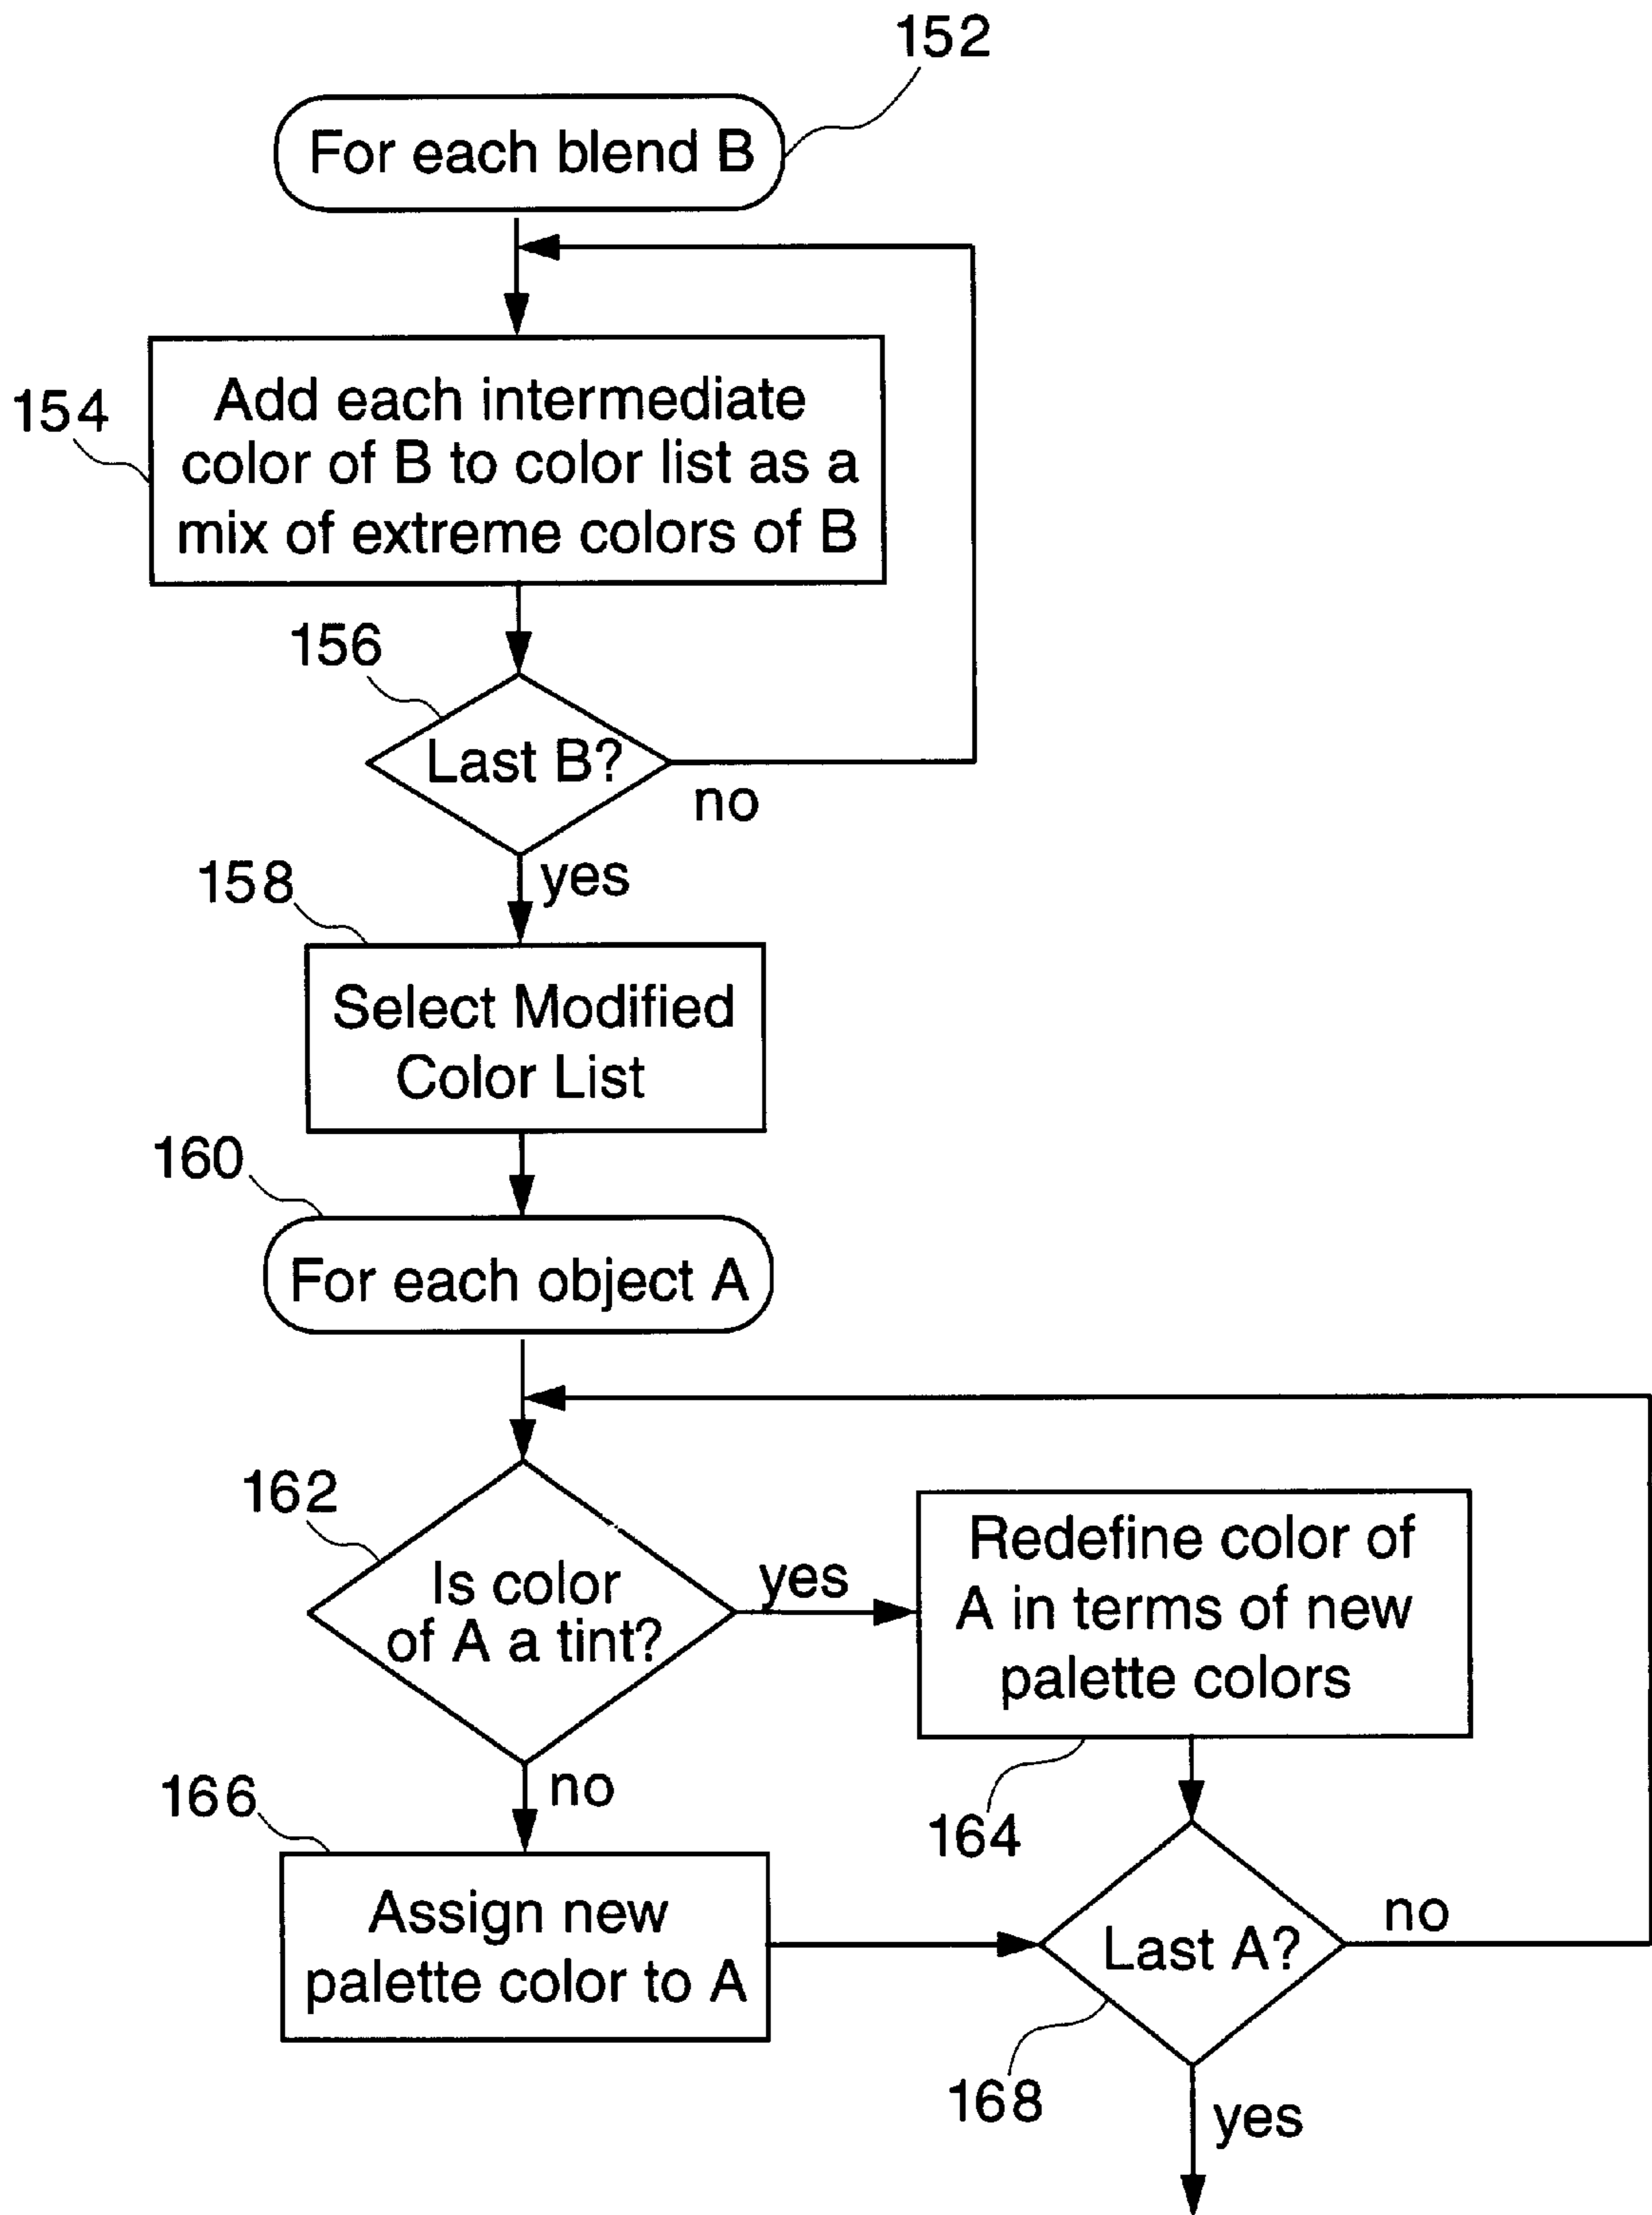 152
For each blend B
154
Add each intermediate
color of B to color list as a
mix of extreme colors of B
156
Last B?
no
yes
158
Select Modified
Color List
160
For each object A
162
Is color
of A a tint?
yes
Redefine color of
A in terms of new
palette colors
164
no
166
Assign new
palette color to A
Last A?
no
168
yes